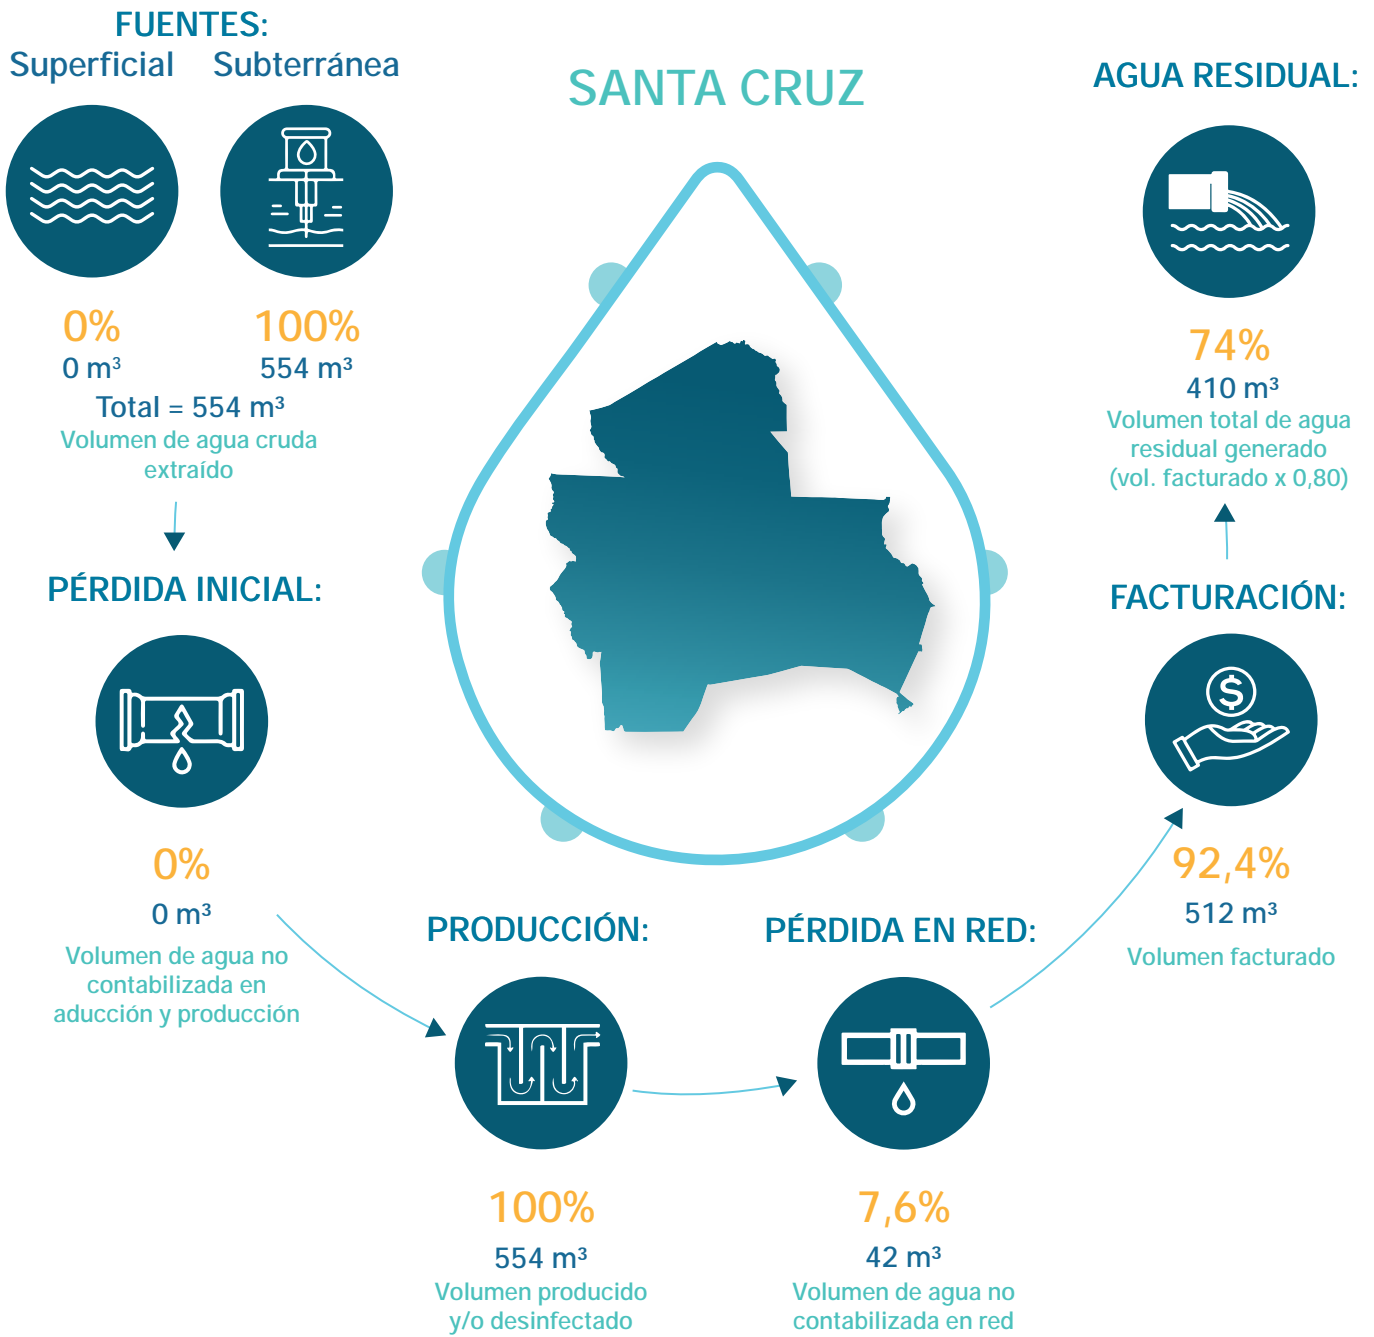 FUENTES:
Superficial
Subterránea
0%
0 m³
100%
554 m³
Total = 554 m³
Volumen de agua cruda
extraído
PÉRDIDA INICIAL:
0%
0 m³
Volumen de agua no
contabilizada en
aducción y producción
SANTA CRUZ
PRODUCCIÓN:
100%
554 m³
Volumen producido
y/o desinfectado
PÉRDIDA EN RED:
7,6%
42 m³
Volumen de agua no
contabilizada en red
FACTURACIÓN:
$
92,4%
512 m³
Volumen facturado
AGUA RESIDUAL:
74%
410 m³
Volumen total de agua
residual generado
(vol. facturado x 0,80)